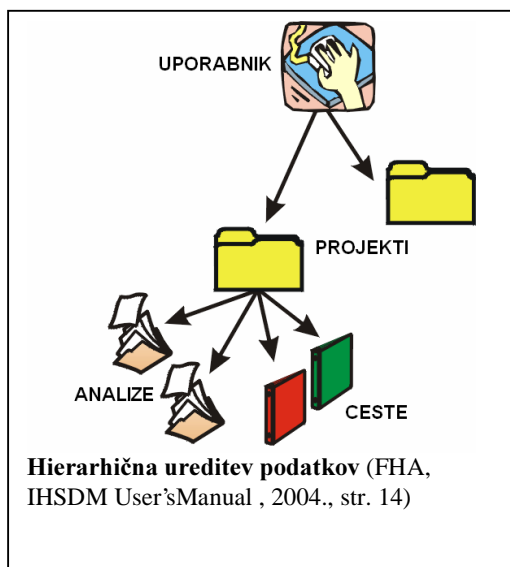 UPORABNIK
PROJEKTI
ANALIZE
CESTE
Hierarhična ureditev podatkov (FHA,
IHSDM User'sManual , 2004., str. 14)